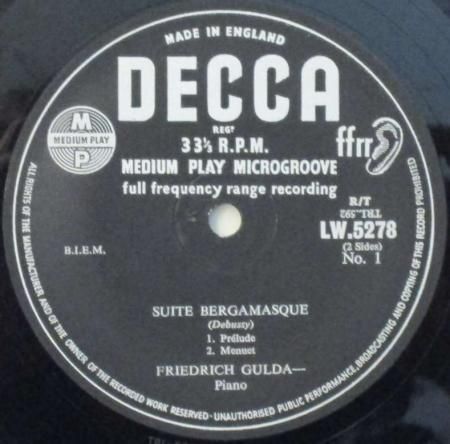 MADE IN ENGLAND
DECCA
REGD
33⅓ R.P.M.
ffrr
M
MEDIUM PLAY
P
MEDIUM PLAY MICROGROOVE
full frequency range recording
R/T
TRL.592
LW.5278
(2 Sides)
No. 1
B.I.E.M.
SUITE BERGAMASQUE
(Debussy)
1. Prélude
2. Menuet
FRIEDRICH GULDA—
Piano
ALL RIGHTS OF THE MANUFACTURER AND OF THE OWNER OF THE RECORDED WORK RESERVED · UNAUTHORISED PUBLIC PERFORMANCE, BROADCASTING AND COPYING OF THIS RECORD PROHIBITED